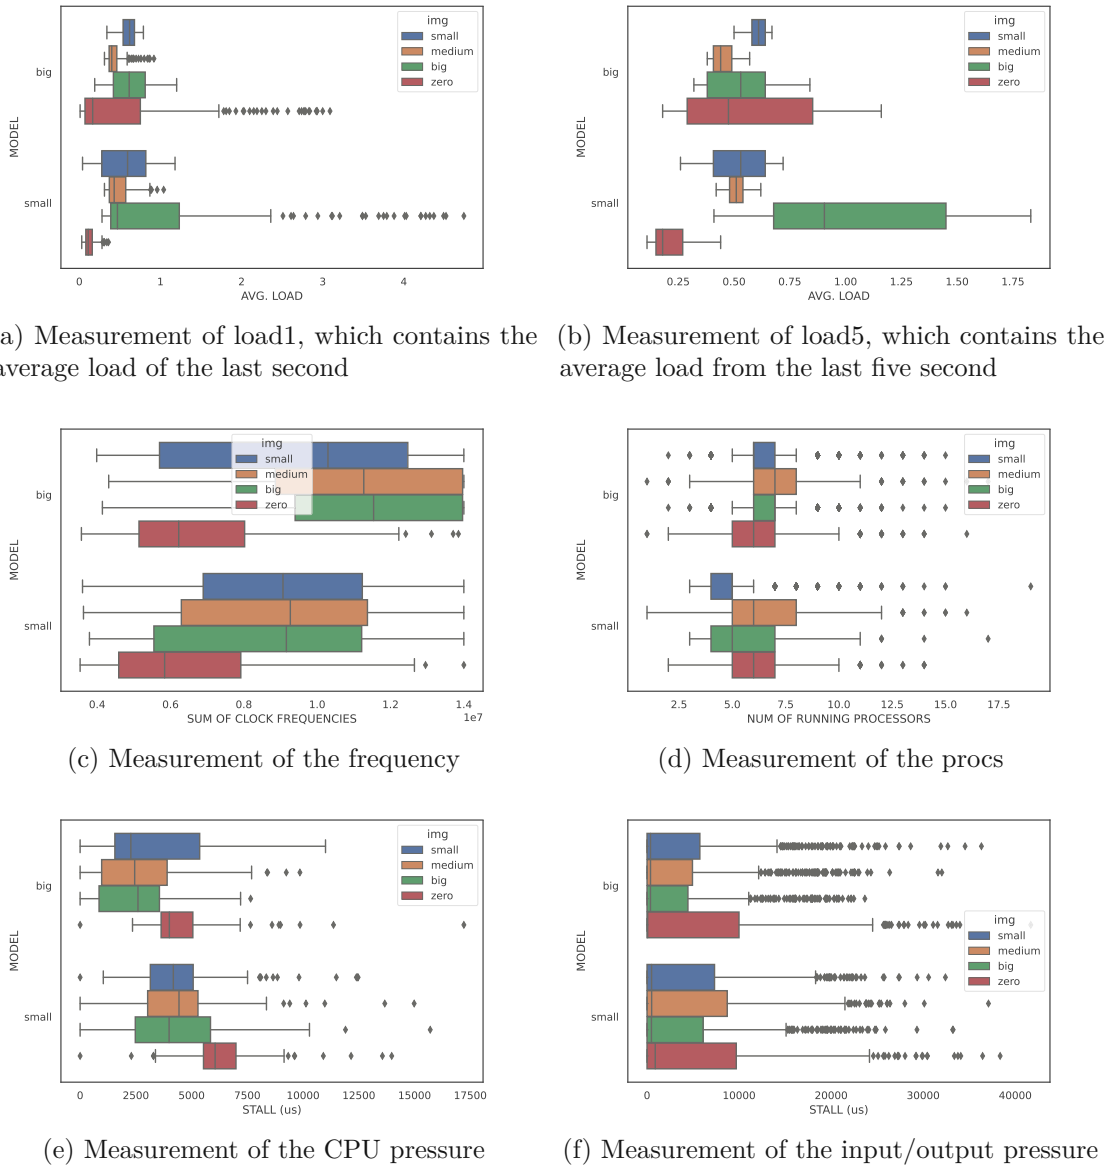 img
small
medium
big
zero
big
small
MODEL
0 1 2 3 4
AVG. LOAD
img
small
medium
big
zero
big
small
MODEL
0.25 0.50 0.75 1.00 1.25 1.50 1.75
AVG. LOAD
a) Measurement of load1, which contains the
average load of the last second
(b) Measurement of load5, which contains the
average load from the last five second
img
small
medium
big
zero
big
small
MODEL
0.4 0.6 0.8 1.0 1.2 1.4
1e7
SUM OF CLOCK FREQUENCIES
img
small
medium
big
zero
big
small
MODEL
2.5 5.0 7.5 10.0 12.5 15.0 17.5
NUM OF RUNNING PROCESSORS
(c) Measurement of the frequency
(d) Measurement of the procs
img
small
medium
big
zero
big
small
MODEL
0 2500 5000 7500 10000 12500 15000 17500
STALL (us)
img
small
medium
big
zero
big
small
MODEL
0 10000 20000 30000 40000
STALL (us)
(e) Measurement of the CPU pressure
(f) Measurement of the input/output pressure